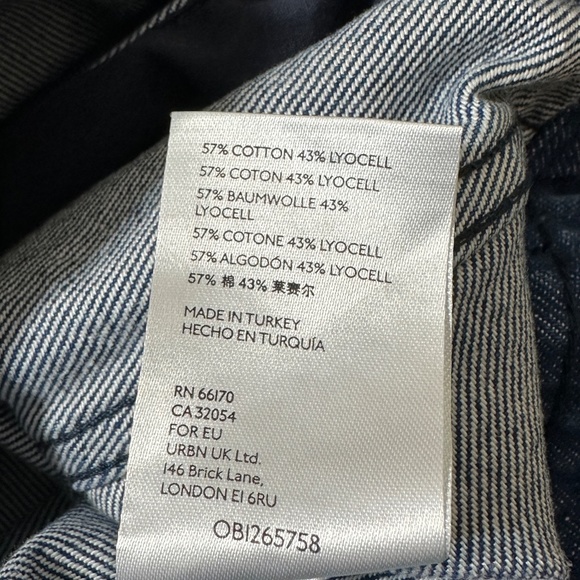 57% COTTON 43% LYOCELL
57% COTON 43% LYOCELL
57% BAUMWOLLE 43%
LYOCELL
57% COTONE 43% LYOCELL
57% ALGODÓN 43% LYOCELL
57% 棉 43% 莱赛尔
MADE IN TURKEY
HECHO EN TURQUÍA
RN 66170
CA 32054
FOR EU
URBN UK Ltd.
146 Brick Lane,
LONDON E1 6RU
OB1265758